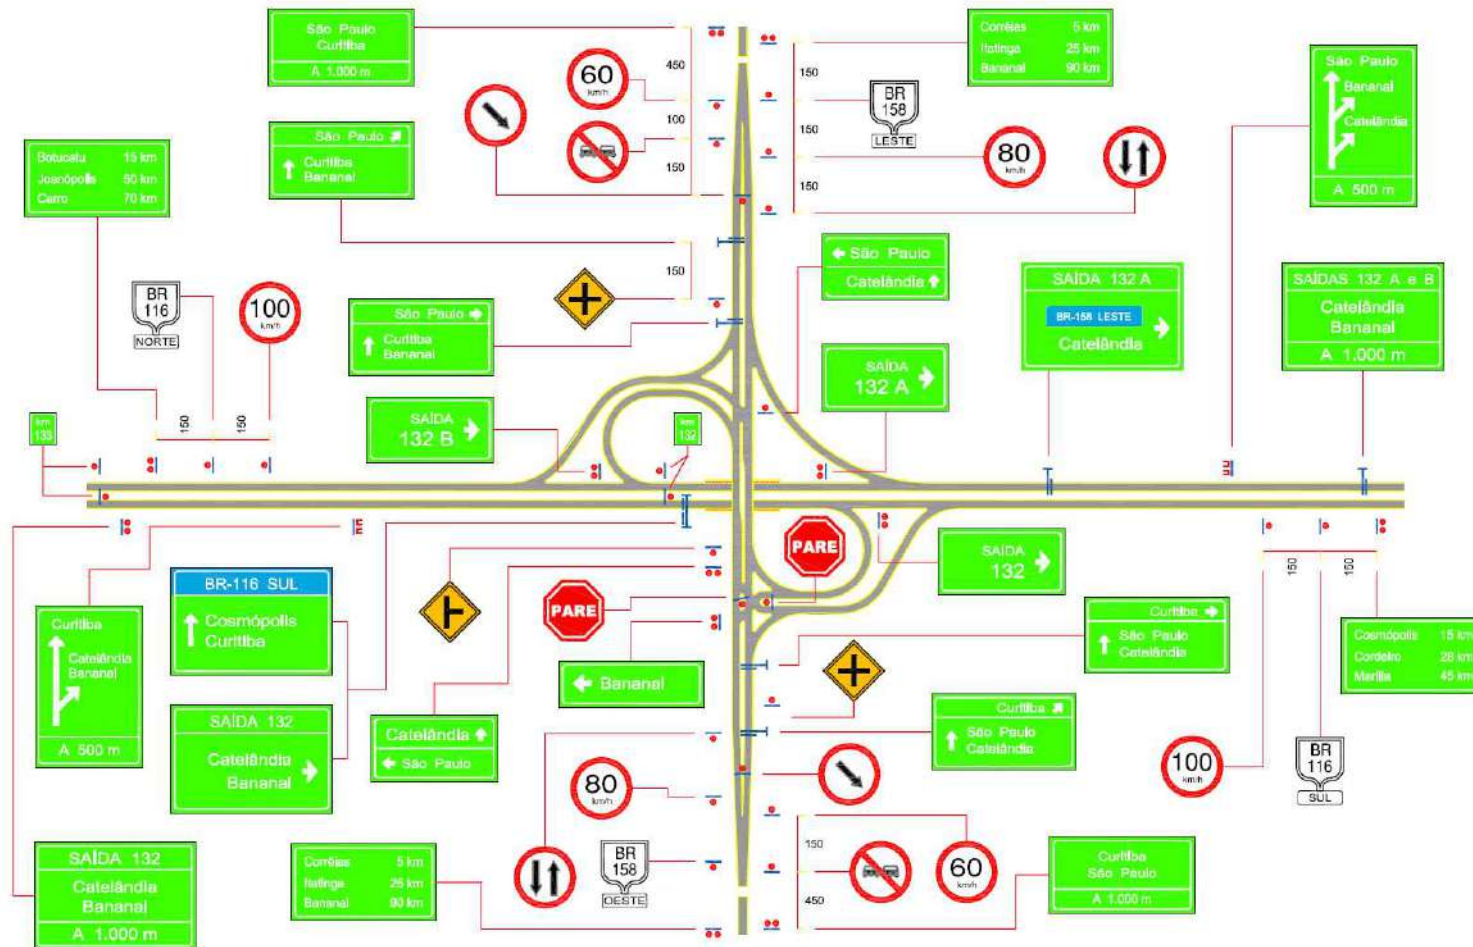 São Paulo
Curitiba
A 1.000 m
60
km/h
Corrêias 5 km
Itatinga 25 km
Bananal 90 km
São Paulo
Bananal
Catelândia
A 500 m
450
100
150
150
150
150
BR
158
LESTE
80
km/h
São Paulo
Curitiba
Bananal
Botucatu 15 km
Joanópolis 50 km
Carro 70 km
150
São Paulo
Catelândia
SAÍDA 132 A
BR-158 LESTE
Catelândia
SAÍDAS 132 A e B
Catelândia
Bananal
A 1.000 m
BR
116
NORTE
100
km/h
São Paulo
Curitiba
Bananal
SAÍDA
132 A
150
150
km
133
SAÍDA
132 B
km
132
PARE
SAÍDA
132
150
150
BR-116 SUL
Cosmópolis
Curitiba
PARE
Curitiba
São Paulo
Catelândia
Curitiba
Catelândia
Bananal
A 500 m
Bananal
Cosmópolis 15 km
Cordeiro 28 km
Marília 45 km
SAÍDA 132
Catelândia
Bananal
Catelândia
São Paulo
Curitiba
São Paulo
Catelândia
80
km/h
100
km/h
BR
116
SUL
SAÍDA 132
Catelândia
Bananal
A 1.000 m
Corrêias 5 km
Itatinga 25 km
Bananal 90 km
BR
158
OESTE
150
450
60
km/h
Curitiba
São Paulo
A 1.000 m